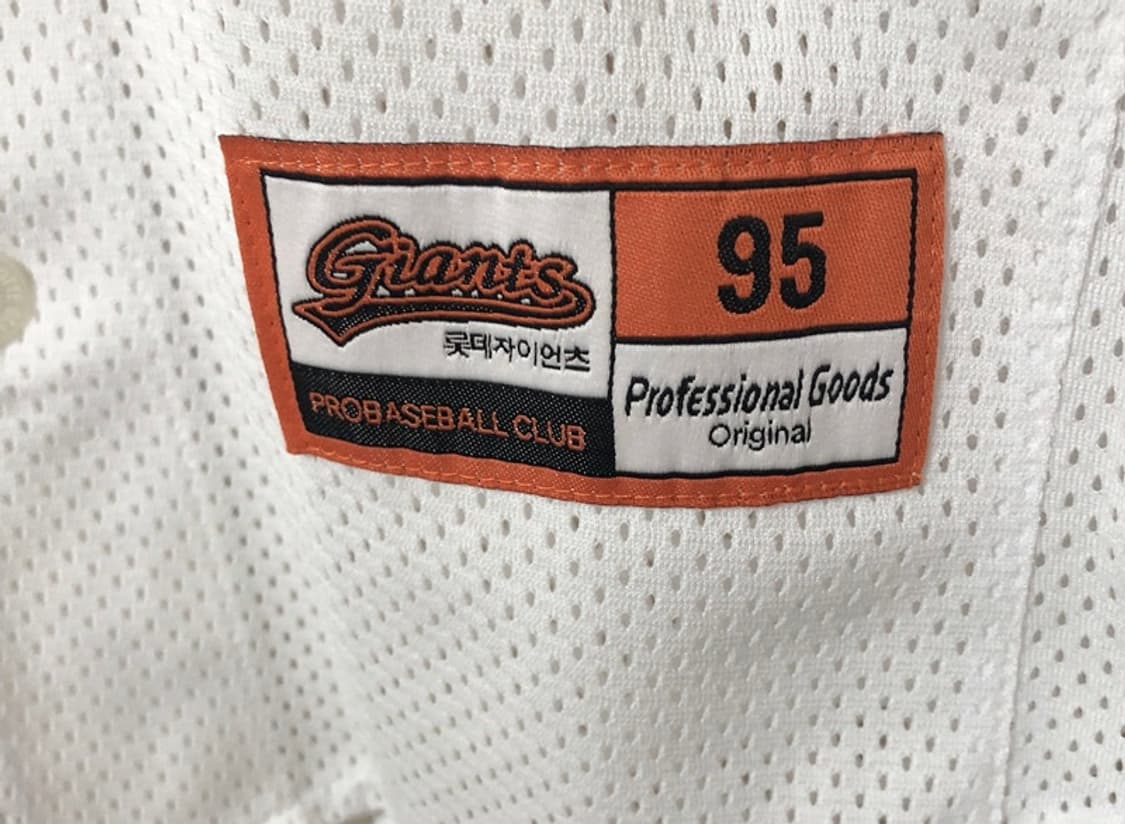 Giants
롯데자이언츠
PROBASEBALL CLUB
95
Professional Goods
Original